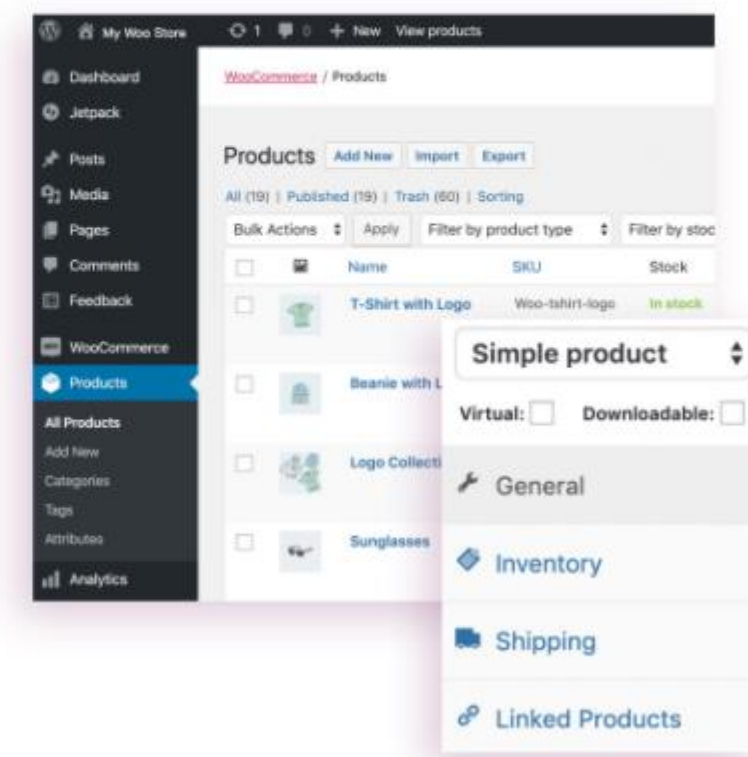 My Woo Store 1 0 + New View products
Dashboard
Jetpack
Posts
Media
Pages
Comments
Feedback
WooCommerce
Products
All Products
Add New
Categories
Tags
Attributes
Analytics
WooCommerce / Products
Products Add New Import Export
All (19) | Published (19) | Trash (60) | Sorting
Bulk Actions Apply Filter by product type Filter by stoc
Name SKU Stock
T-Shirt with Logo Woo-tshirt-logo In stock
Beanie with L
Logo Collecti
Sunglasses
Simple product
Virtual: Downloadable:
General
Inventory
Shipping
Linked Products